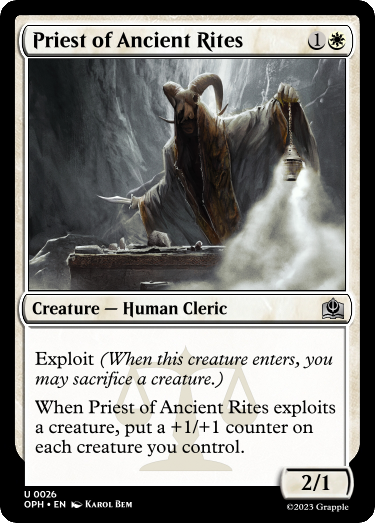 Priest of Ancient Rites 1
Creature — Human Cleric
Exploit (When this creature enters, you
may sacrifice a creature.)
When Priest of Ancient Rites exploits
a creature, put a +1/+1 counter on
each creature you control.
2/1
U 0026
OPH • EN Karol Bem
©2023 Grapple